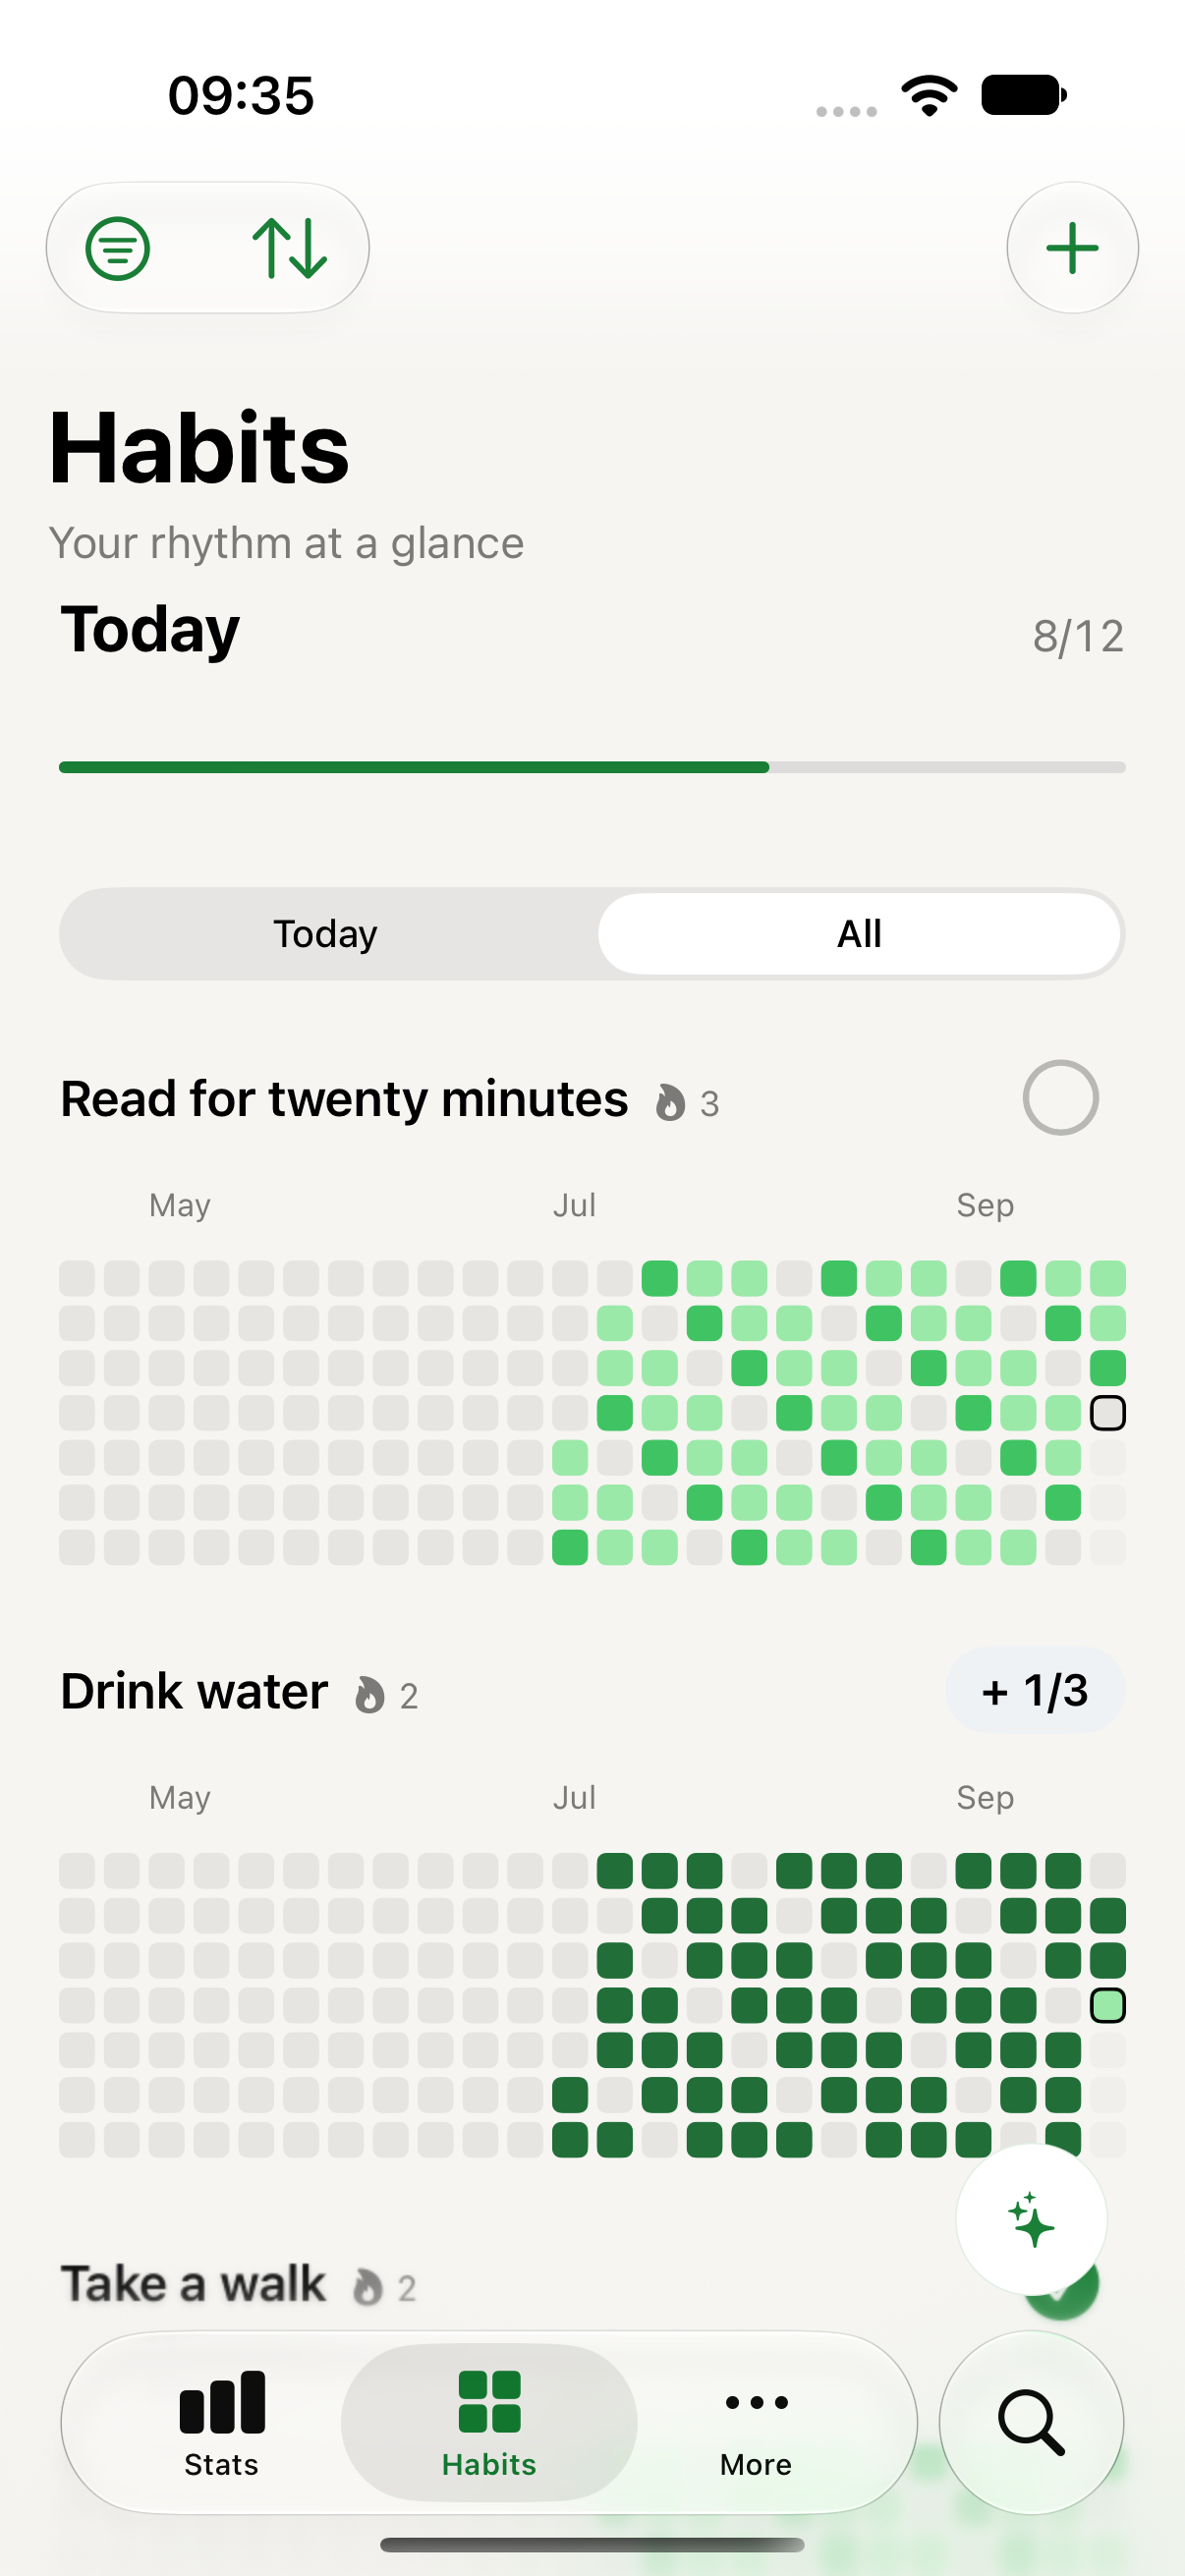 09:35
Habits
Your rhythm at a glance
Today 8/12
Today All
Read for twenty minutes 3
May Jul Sep
Drink water 2 + 1/3
May Jul Sep
Take a walk 2
Stats Habits More